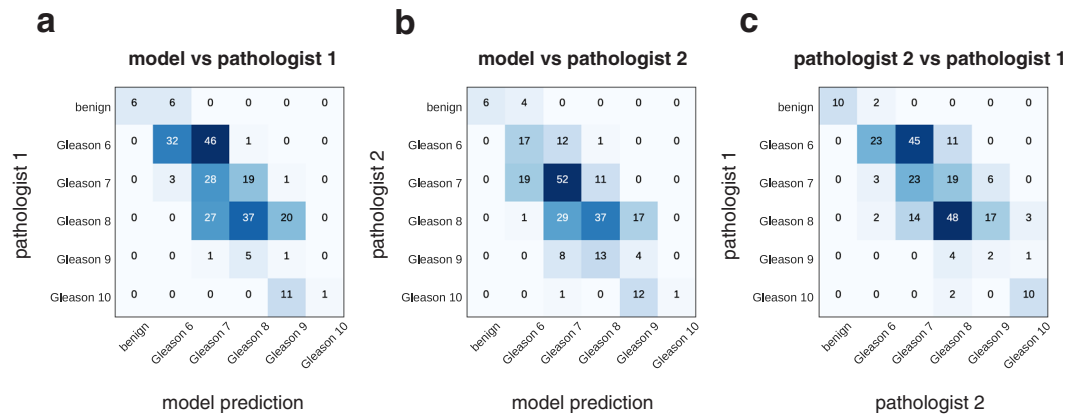 a
model vs pathologist 1
pathologist 1
benign 6 6 0 0 0 0
Gleason 6 0 32 46 1 0 0
Gleason 7 0 3 28 19 1 0
Gleason 8 0 0 27 37 20 0
Gleason 9 0 0 1 5 1 0
Gleason 10 0 0 0 0 11 1
benign Gleason 6 Gleason 7 Gleason 8 Gleason 9 Gleason 10
model prediction
b
model vs pathologist 2
pathologist 2
benign 6 4 0 0 0 0
Gleason 6 0 17 12 1 0 0
Gleason 7 0 19 52 11 0 0
Gleason 8 0 1 29 37 17 0
Gleason 9 0 0 8 13 4 0
Gleason 10 0 0 1 0 12 1
benign Gleason 6 Gleason 7 Gleason 8 Gleason 9 Gleason 10
model prediction
c
pathologist 2 vs pathologist 1
pathologist 1
benign 10 2 0 0 0 0
Gleason 6 0 23 45 11 0 0
Gleason 7 0 3 23 19 6 0
Gleason 8 0 2 14 48 17 3
Gleason 9 0 0 0 4 2 1
Gleason 10 0 0 0 2 0 10
benign Gleason 6 Gleason 7 Gleason 8 Gleason 9 Gleason 10
pathologist 2